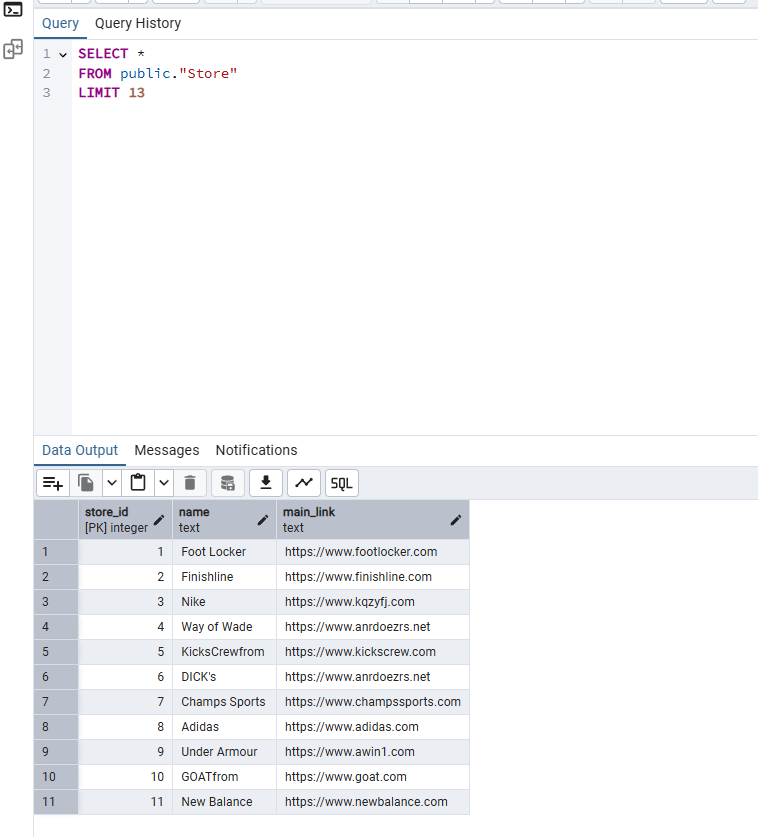 Query Query History
1 SELECT *
2 FROM public."Store"
3 LIMIT 13
Data Output Messages Notifications
SQL
store_id name main_link
[PK] integer text text
1 1 Foot Locker https://www.footlocker.com
2 2 Finishline https://www.finishline.com
3 3 Nike https://www.kqzyfj.com
4 4 Way of Wade https://www.anrdoezrs.net
5 5 KicksCrewfrom https://www.kickscrew.com
6 6 DICK's https://www.anrdoezrs.net
7 7 Champs Sports https://www.champssports.com
8 8 Adidas https://www.adidas.com
9 9 Under Armour https://www.awin1.com
10 10 GOATfrom https://www.goat.com
11 11 New Balance https://www.newbalance.com